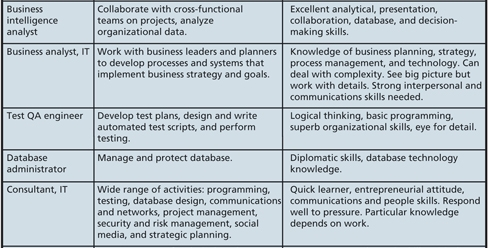 Business
intelligence
analyst
Collaborate with cross-functional
teams on projects, analyze
organizational data.
Excellent analytical, presentation,
collaboration, database, and decision-
making skills.
Business analyst, IT
Work with business leaders and planners
to develop processes and systems that
implement business strategy and goals.
Knowledge of business planning, strategy,
process management, and technology. Can
deal with complexity. See big picture but
work with details. Strong interpersonal and
communications skills needed.
Test QA engineer
Develop test plans, design and write
automated test scripts, and perform
testing.
Logical thinking, basic programming,
superb organizational skills, eye for detail.
Database
administrator
Manage and protect database.
Diplomatic skills, database technology
knowledge.
Consultant, IT
Wide range of activities: programming,
testing, database design, communications
and networks, project management,
security and risk management, social
media, and strategic planning.
Quick learner, entrepreneurial attitude,
communications and people skills. Respond
well to pressure. Particular knowledge
depends on work.